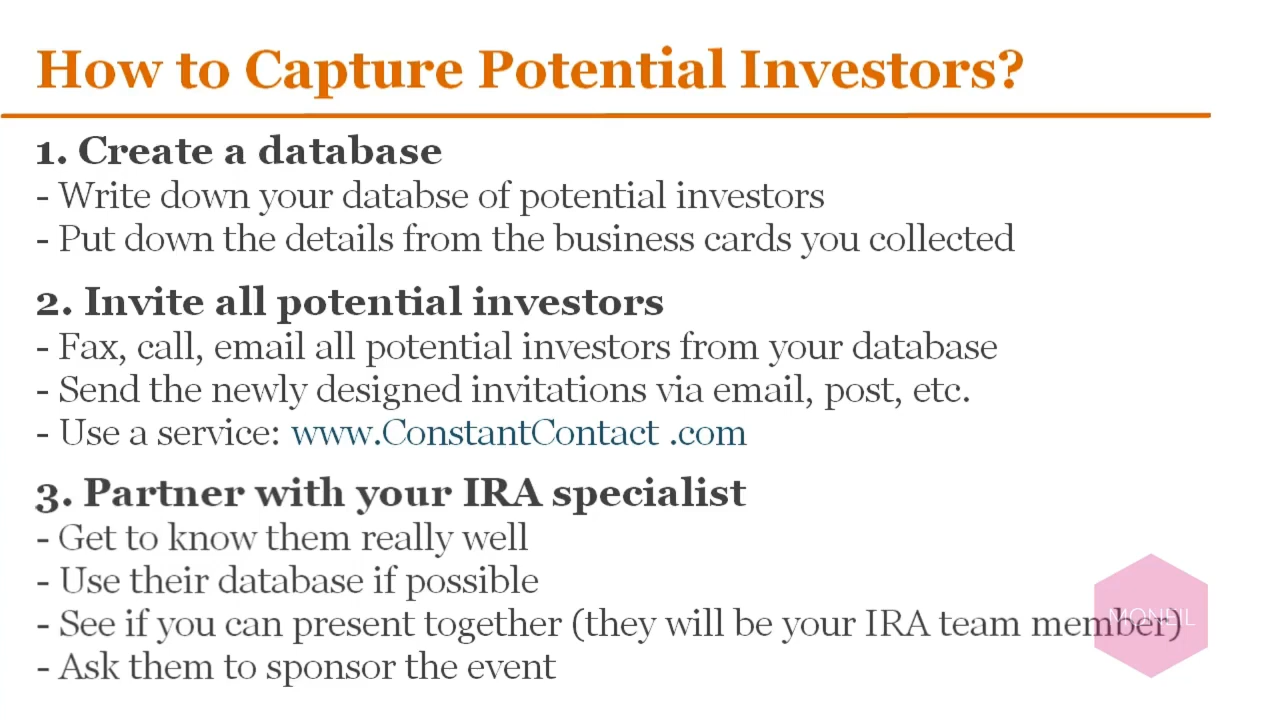 How to Capture Potential Investors?
1. Create a database
- Write down your databse of potential investors
- Put down the details from the business cards you collected
2. Invite all potential investors
- Fax, call, email all potential investors from your database
- Send the newly designed invitations via email, post, etc.
- Use a service: www.ConstantContact .com
3. Partner with your IRA specialist
- Get to know them really well
- Use their database if possible
- See if you can present together (they will be your IRA team member)
- Ask them to sponsor the event
MONEIL